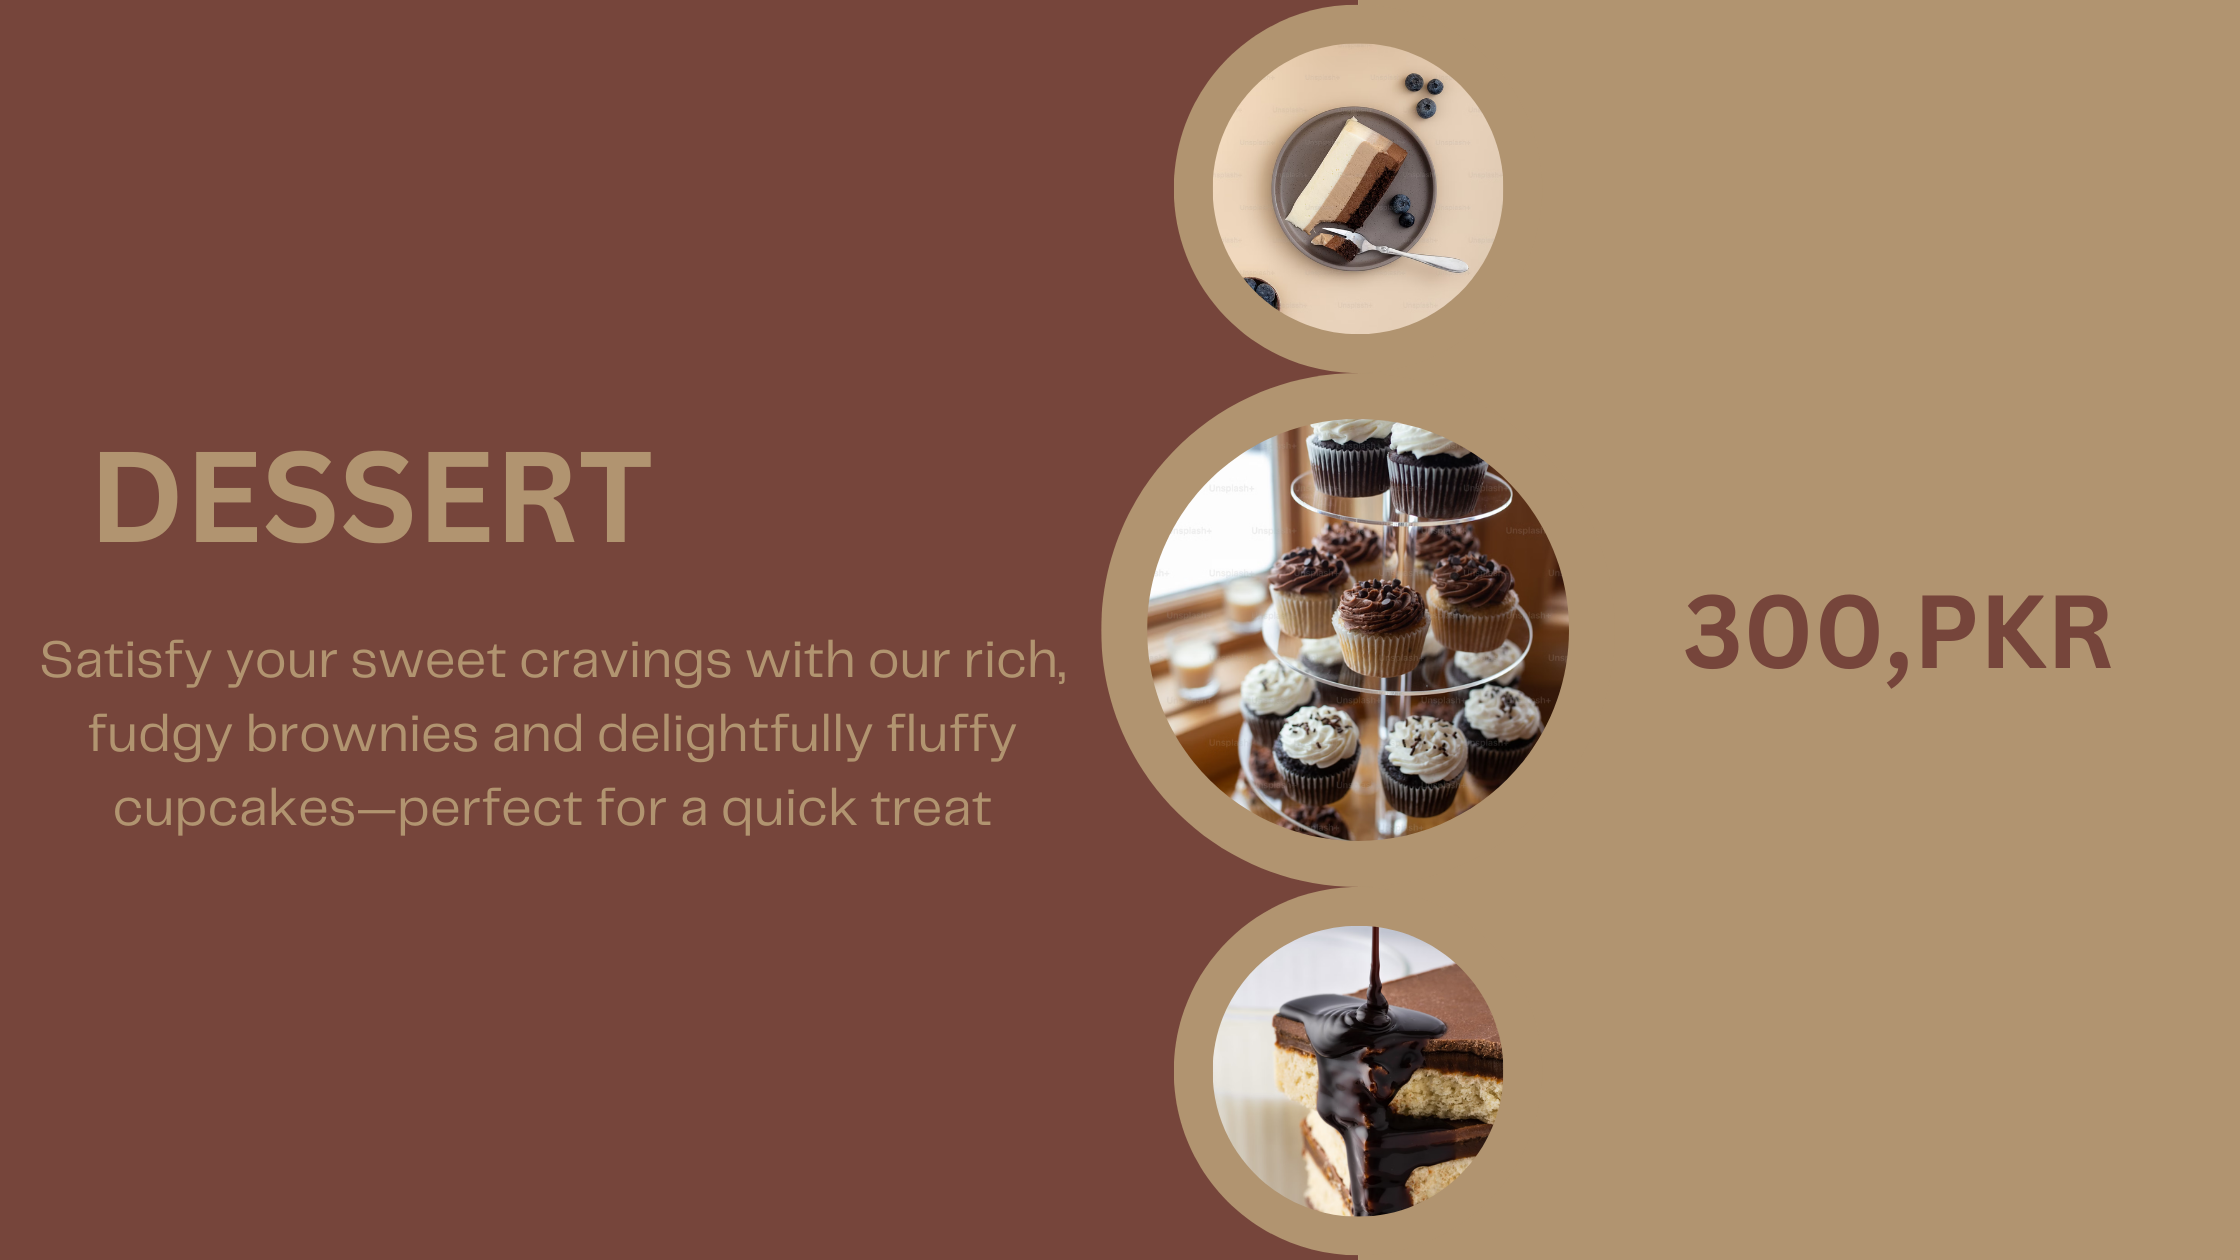 DESSERT
Satisfy your sweet cravings with our rich,
fudgy brownies and delightfully fluffy
cupcakes—perfect for a quick treat
300,PKR
Unsplash+